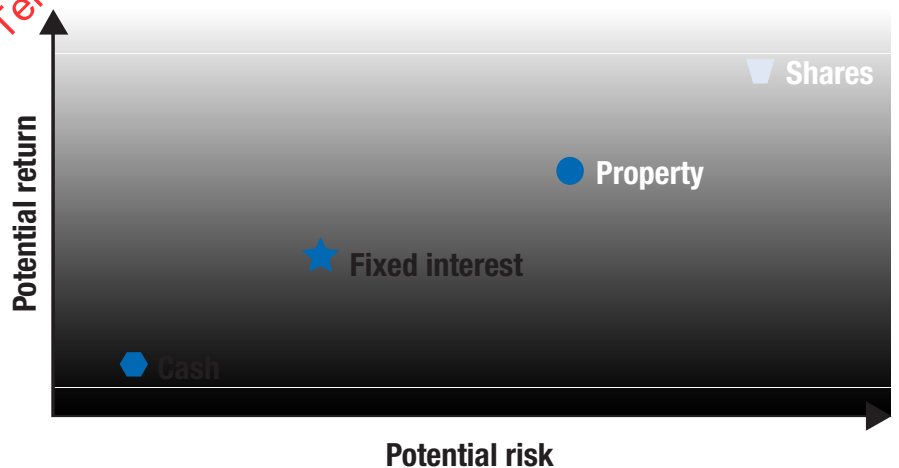 Shares
Property
Fixed interest
Cash
Potential return
Potential risk